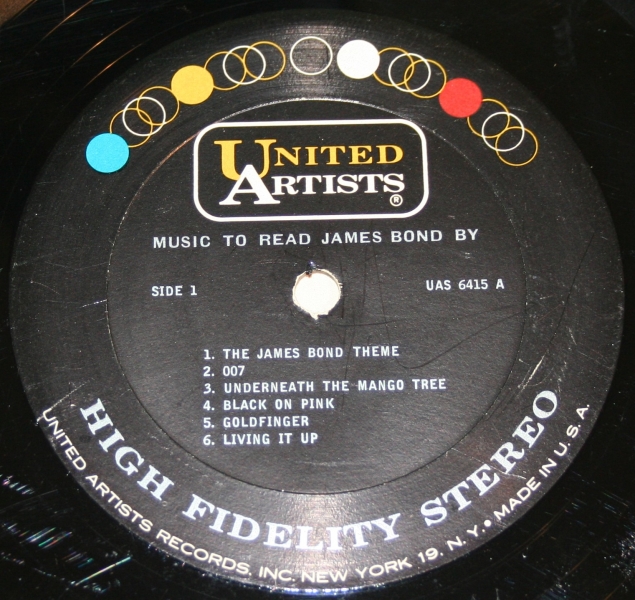 UNITED
ARTISTS®
MUSIC TO READ JAMES BOND BY
SIDE 1
UAS 6415 A
1. THE JAMES BOND THEME
2. 007
3. UNDERNEATH THE MANGO TREE
4. BLACK ON PINK
5. GOLDFINGER
6. LIVING IT UP
HIGH FIDELITY STEREO
UNITED ARTISTS RECORDS, INC. NEW YORK 19, N.Y. • MADE IN U.S.A.